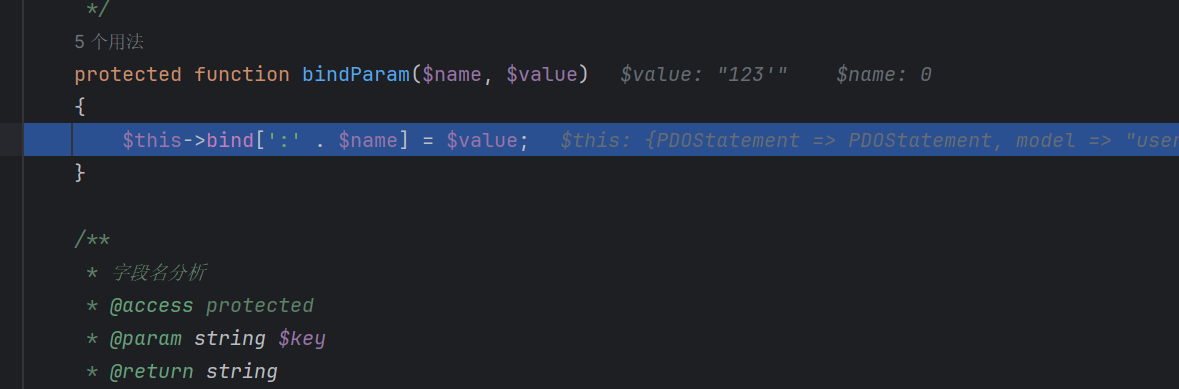 */
5 个用法
protected function bindParam($name, $value)   $value: "123'"    $name: 0
{
$this->bind[':' . $name] = $value;   $this: {PDOStatement => PDOStatement, model => "user
}
/**
* 字段名分析
* @access protected
* @param string $key
* @return string